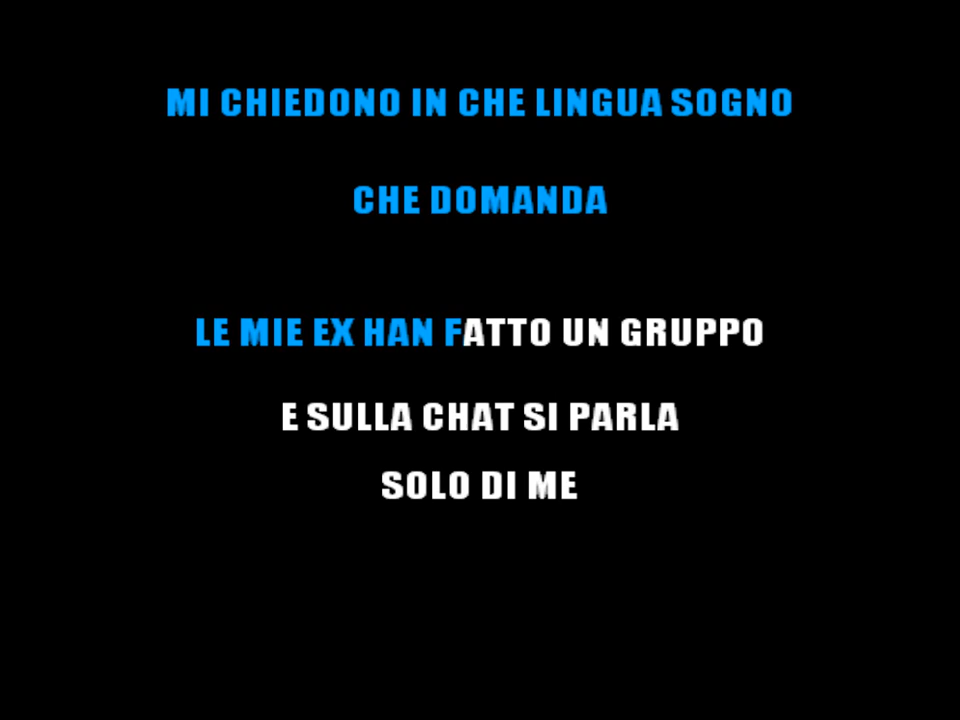 MI CHIEDONO IN CHE LINGUA SOGNO
CHE DOMANDA
LE MIE EX HAN FATTO UN GRUPPO
E SULLA CHAT SI PARLA
SOLO DI ME